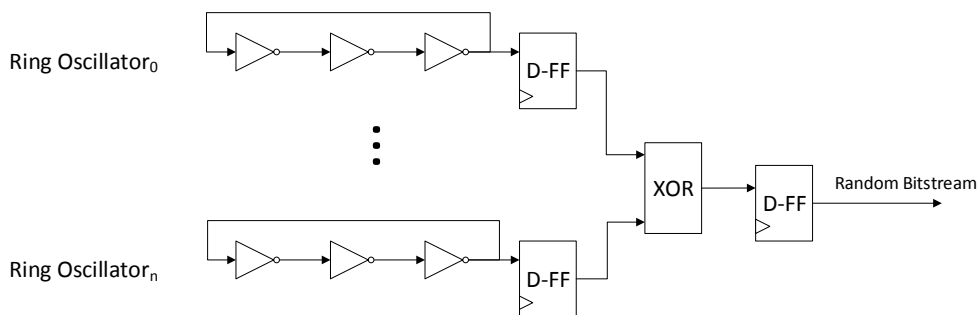 Ring Oscillator₀
D-FF
XOR
D-FF
Random Bitstream
Ring Oscillatorₙ
D-FF